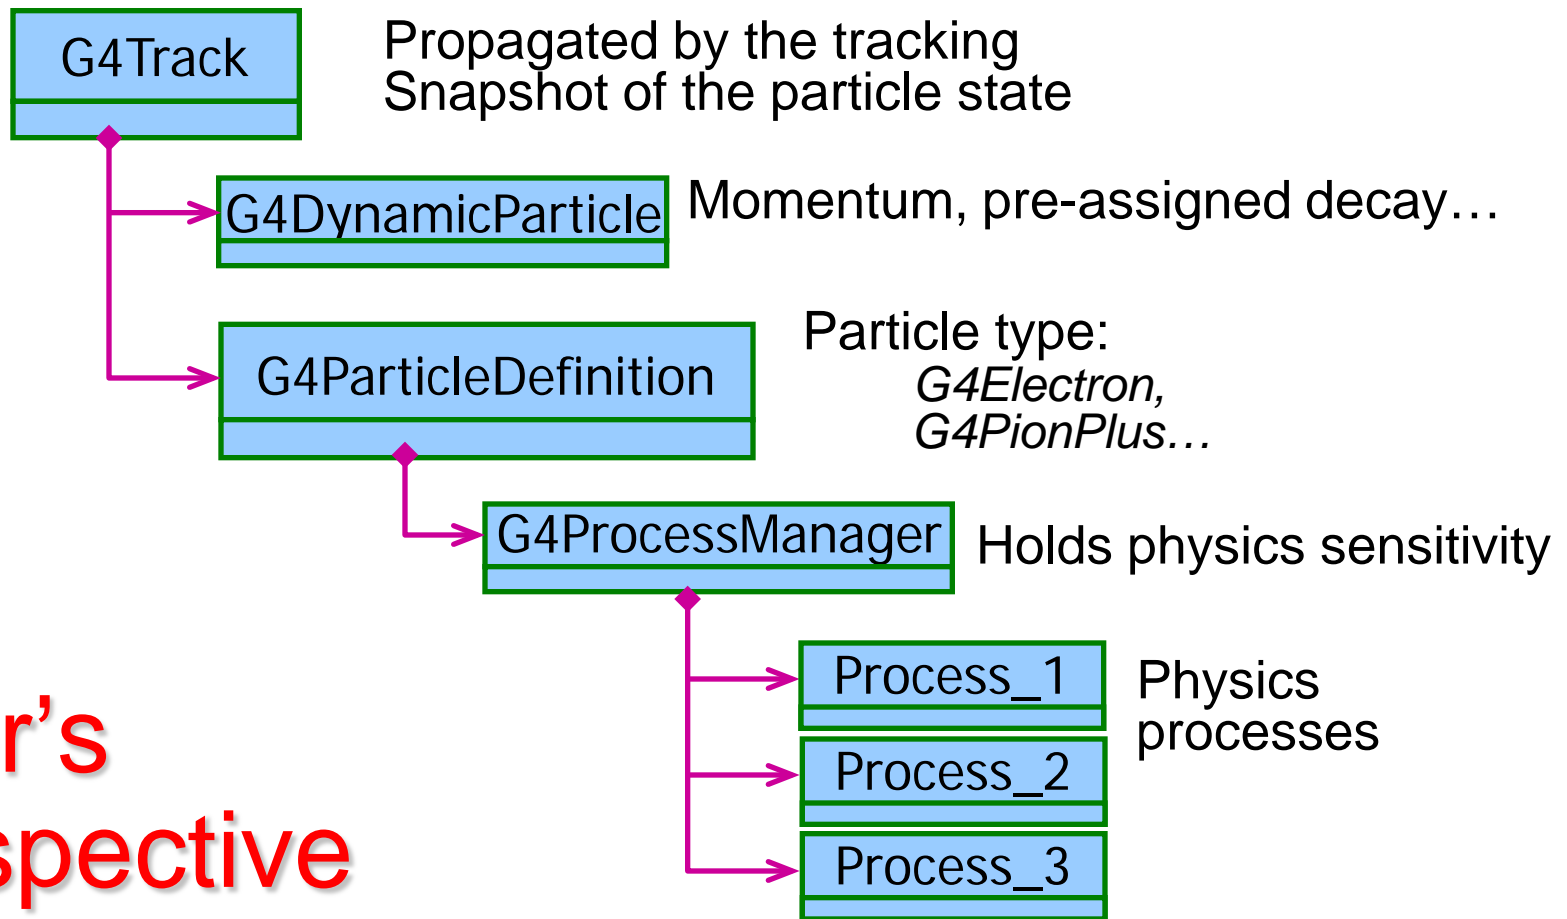 G4Track
Propagated by the tracking
Snapshot of the particle state
G4DynamicParticle
Momentum, pre-assigned decay…
G4ParticleDefinition
Particle type:
G4Electron,
G4PionPlus…
G4ProcessManager
Holds physics sensitivity
Process_1
Physics
processes
Process_2
Process_3
r’s
spective